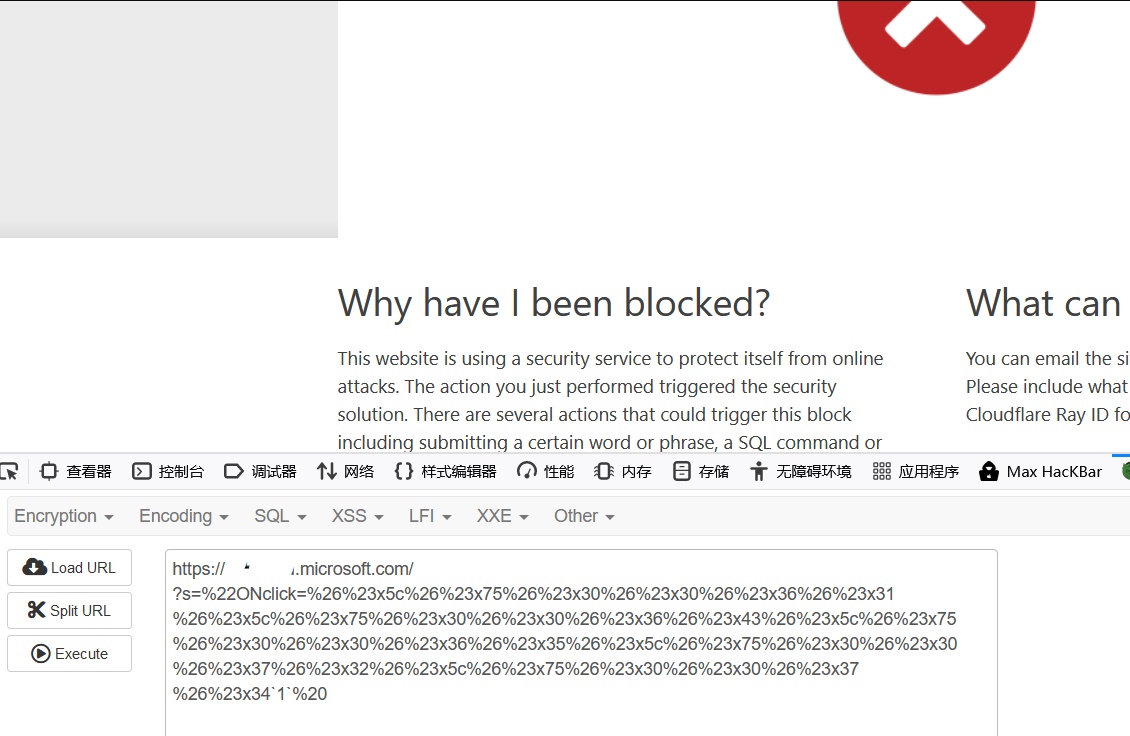 Why have I been blocked?
What can
This website is using a security service to protect itself from online
attacks. The action you just performed triggered the security
solution. There are several actions that could trigger this block
including submitting a certain word or phrase, a SQL command or
You can email the si
Please include what
Cloudflare Ray ID fo
查看器 控制台 调试器 网络 样式编辑器 性能 内存 存储 无障碍环境 应用程序 Max HacKBar
Encryption Encoding SQL XSS LFI XXE Other
Load URL
Split URL
Execute
https:// .microsoft.com/
?s=%22ONclick=%26%23x5c%26%23x75%26%23x30%26%23x30%26%23x36%26%23x31
%26%23x5c%26%23x75%26%23x30%26%23x30%26%23x36%26%23x43%26%23x5c%26%23x75
%26%23x30%26%23x30%26%23x36%26%23x35%26%23x5c%26%23x75%26%23x30%26%23x30
%26%23x37%26%23x32%26%23x5c%26%23x75%26%23x30%26%23x30%26%23x37
%26%23x34`1`%20